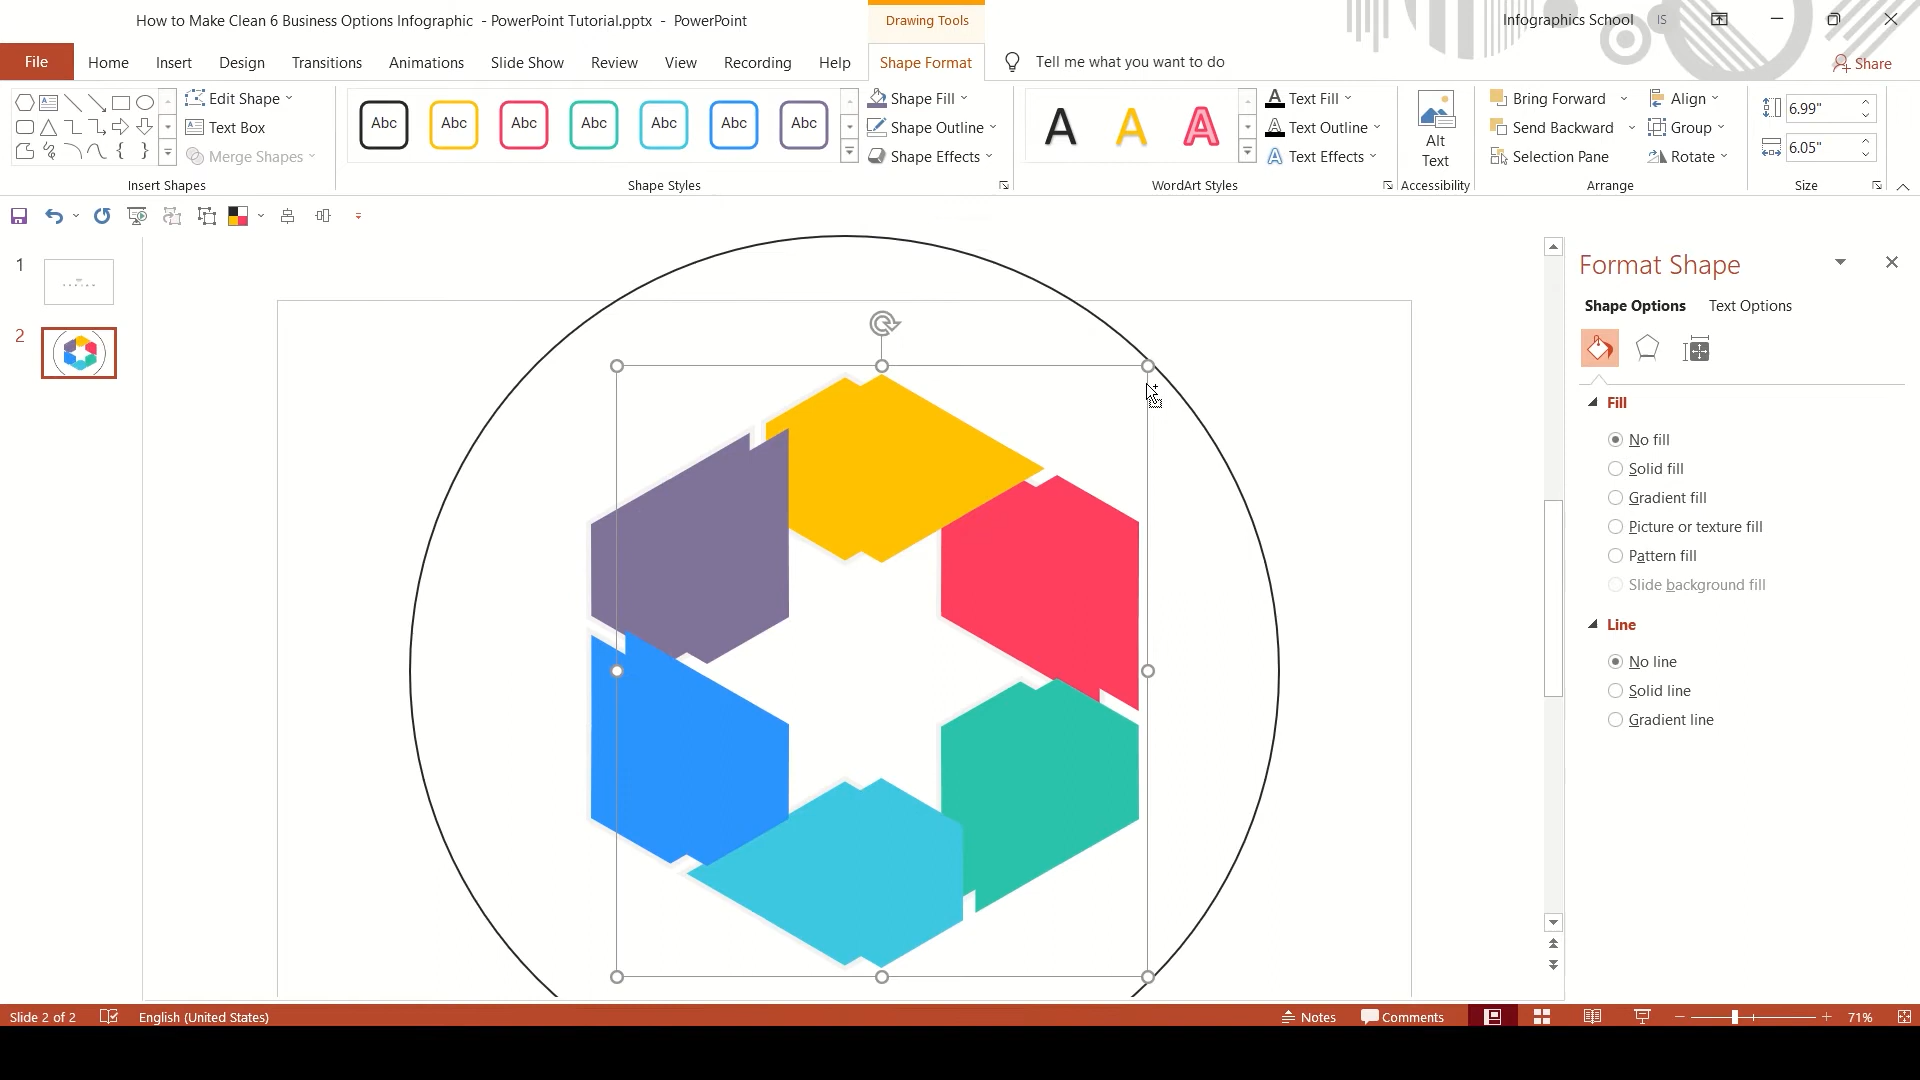 How to Make Clean 6 Business Options Infographic - PowerPoint Tutorial.pptx - PowerPoint
Drawing Tools
Infographics School
IS
File
Home
Insert
Design
Transitions
Animations
Slide Show
Review
View
Recording
Help
Shape Format
Tell me what you want to do
Share
Edit Shape
Text Box
Merge Shapes
Insert Shapes
Abc
Abc
Abc
Abc
Abc
Abc
Abc
Shape Fill
Shape Outline
Shape Effects
Shape Styles
A
A
A
Text Fill
Text Outline
Text Effects
WordArt Styles
Alt
Text
Accessibility
Bring Forward
Send Backward
Selection Pane
Align
Group
Rotate
Arrange
6.99"
6.05"
Size
1
2
Format Shape
Shape Options
Text Options
Fill
No fill
Solid fill
Gradient fill
Picture or texture fill
Pattern fill
Slide background fill
Line
No line
Solid line
Gradient line
Slide 2 of 2
English (United States)
Notes
Comments
71%